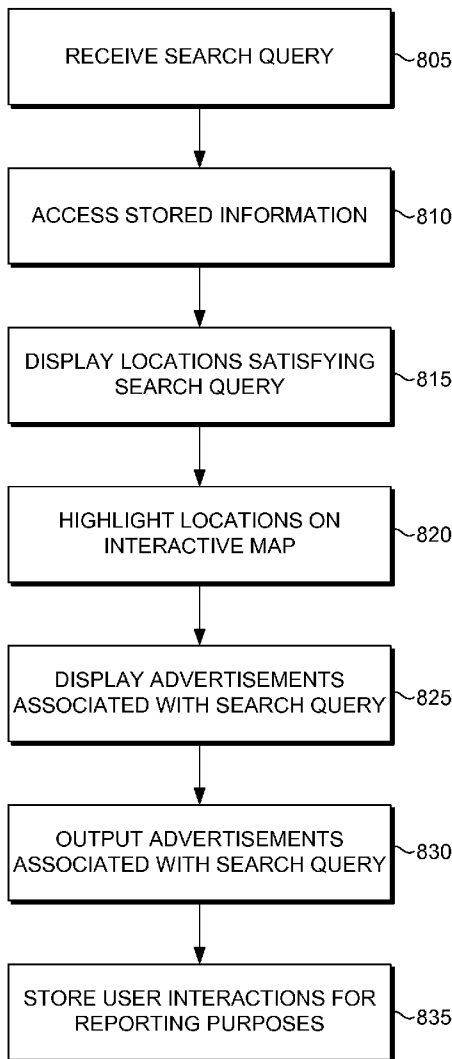 RECEIVE SEARCH QUERY
805
ACCESS STORED INFORMATION
810
DISPLAY LOCATIONS SATISFYING
SEARCH QUERY
815
HIGHLIGHT LOCATIONS ON
INTERACTIVE MAP
820
DISPLAY ADVERTISEMENTS
ASSOCIATED WITH SEARCH QUERY
825
OUTPUT ADVERTISEMENTS
ASSOCIATED WITH SEARCH QUERY
830
STORE USER INTERACTIONS FOR
REPORTING PURPOSES
835